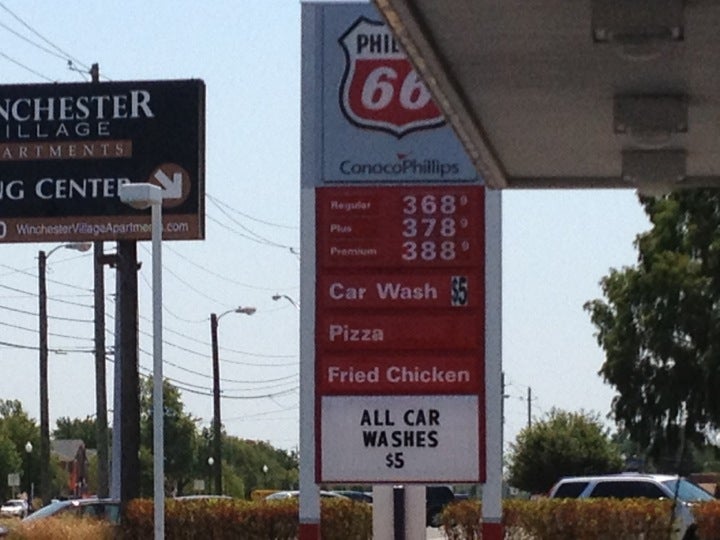 NCHESTER
ILLAGE
ARTMENTS
G CENTER
WinchesterVillageApartme .com
PHIL
66
ConocoPhillips
Regular 368 9
Plus 378 9
Premium 388 9
Car Wash $5
Pizza
Fried Chicken
ALL CAR
WASHES
$5